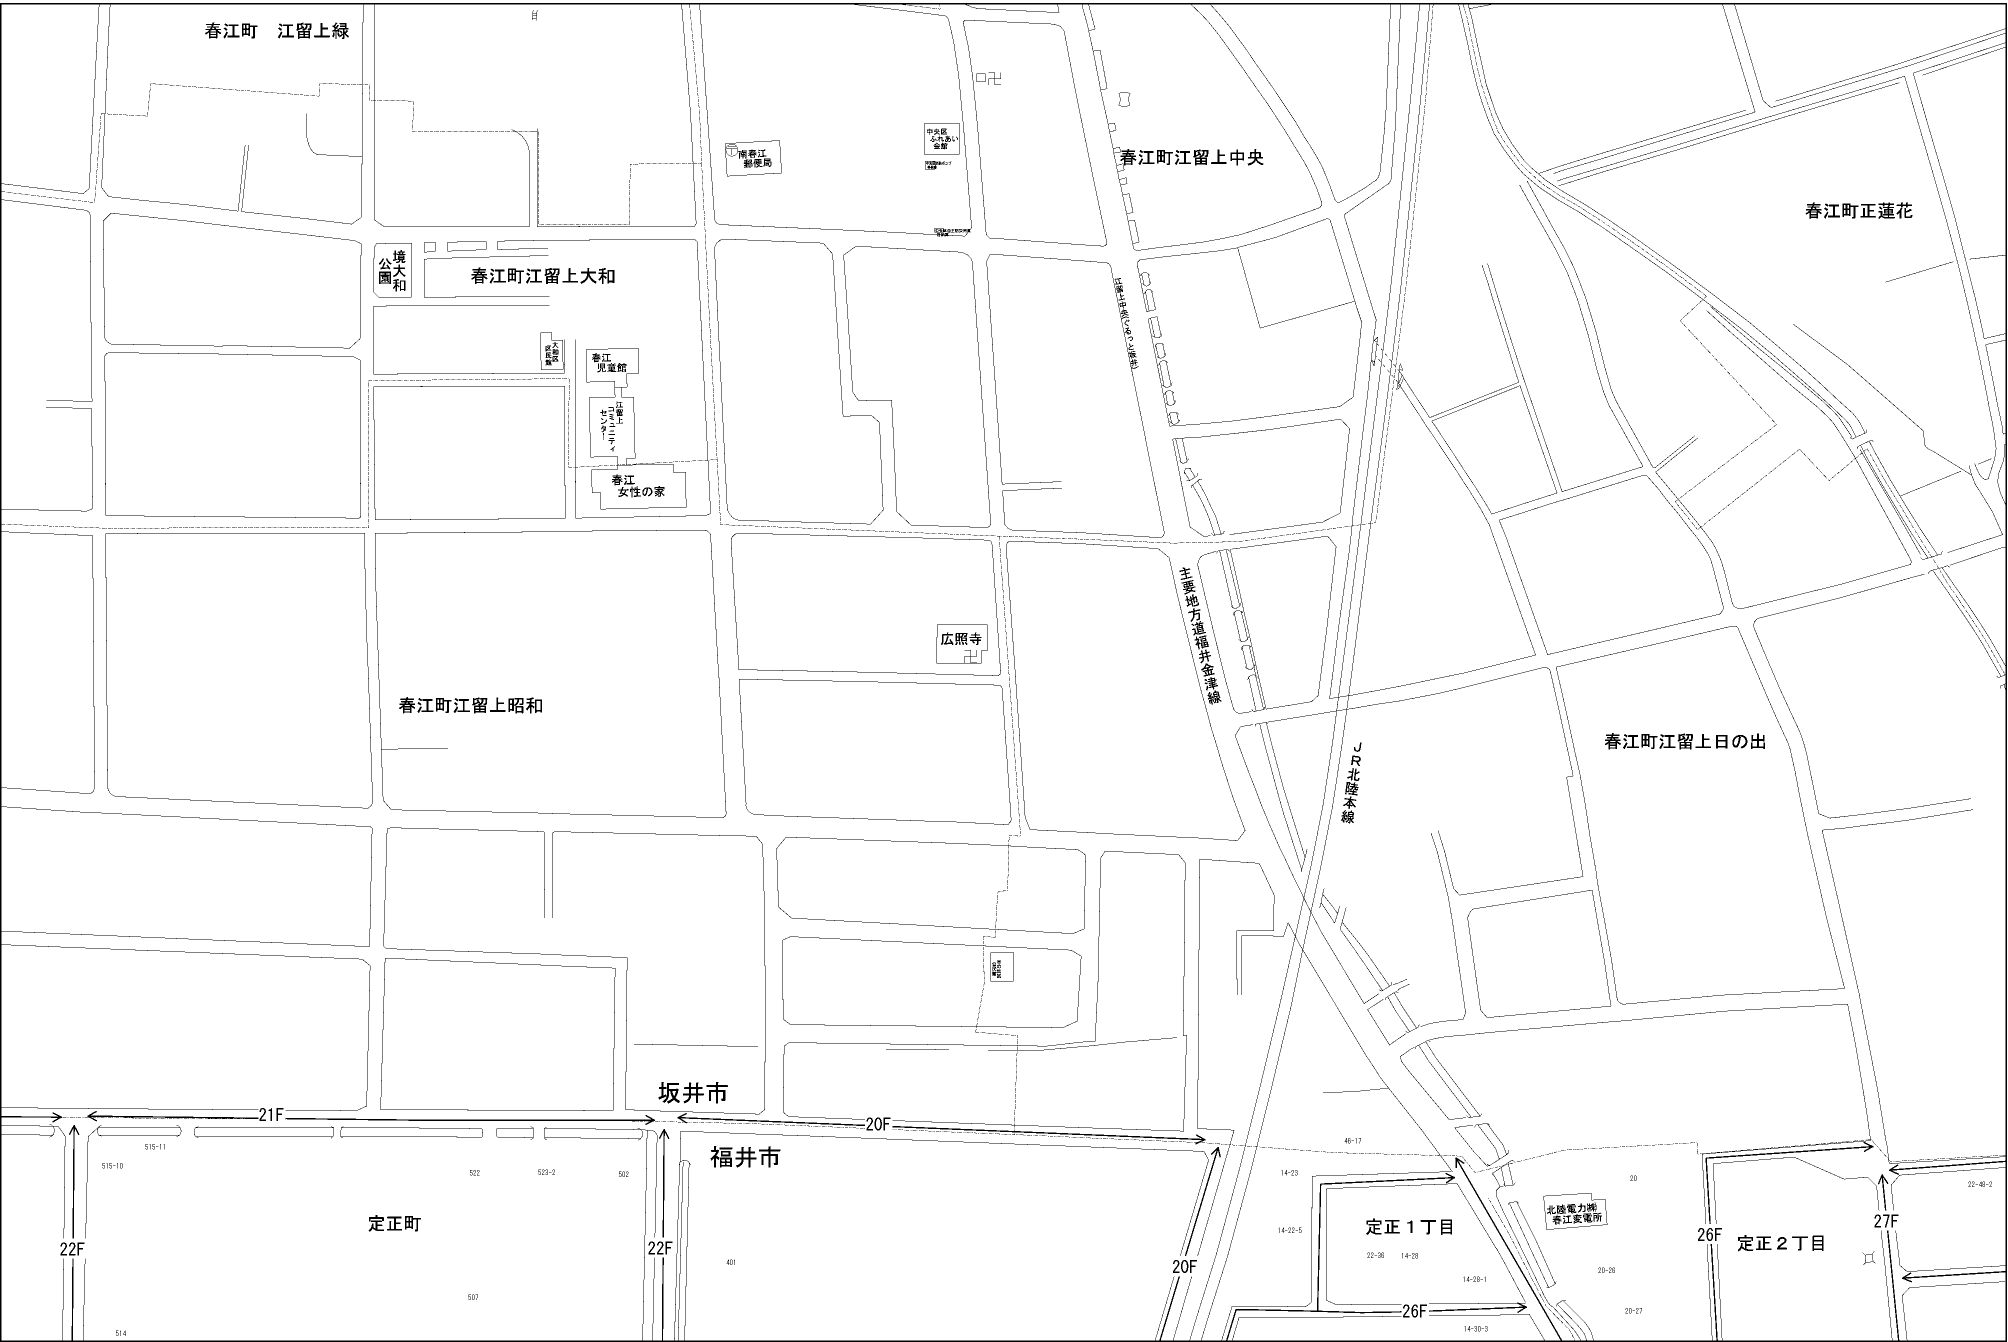 春江町　江留上緑
中央区
ふれあい
会館
南春江
郵便局
春江町江留上中央
春江町正蓮花
境大和
公園
春江町江留上大和
大和区
区民館
春江
児童館
江留上
コミュニティ
センター
春江
女性の家
主要地方道福井金津線
広照寺
春江町江留上昭和
春江町江留上日の出
JR北陸本線
坂井市
21F
20F
福井市
515-11
515-10
522
523-2
502
46-17
14-23
20
22-48-2
定正町
北陸電力㈱
春江変電所
14-22-5
定正1丁目
22-36
14-28
22F
22F
26F
定正2丁目
27F
401
20F
14-28-1
20-26
507
26F
20-27
514
14-30-3